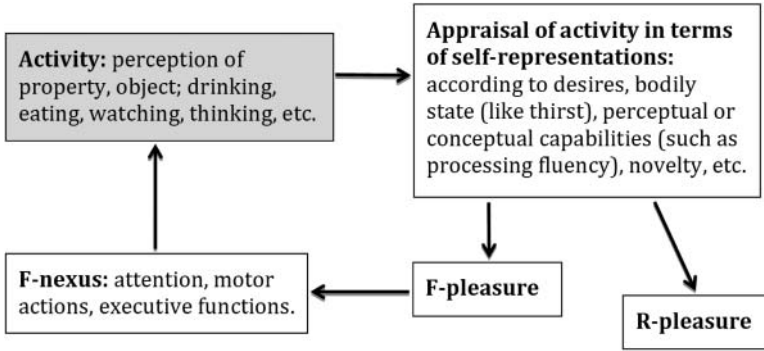 Activity: perception of
property, object; drinking,
eating, watching, thinking, etc.
Appraisal of activity in terms
of self-representations:
according to desires, bodily
state (like thirst), perceptual or
conceptual capabilities (such as
processing fluency), novelty, etc.
F-nexus: attention, motor
actions, executive functions.
F-pleasure
R-pleasure